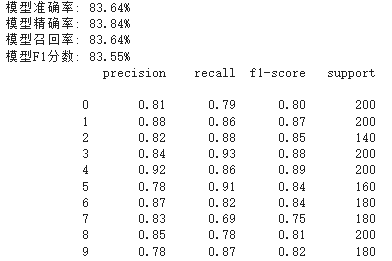 模型准确率: 83.64%
模型精确率: 83.84%
模型召回率: 83.64%
模型F1分数: 83.55%
precision recall f1-score support
0 0.81 0.79 0.80 200
1 0.88 0.86 0.87 200
2 0.82 0.88 0.85 140
3 0.84 0.93 0.88 200
4 0.92 0.86 0.89 200
5 0.78 0.91 0.84 160
6 0.87 0.82 0.84 180
7 0.83 0.69 0.75 180
8 0.85 0.78 0.81 200
9 0.78 0.87 0.82 180